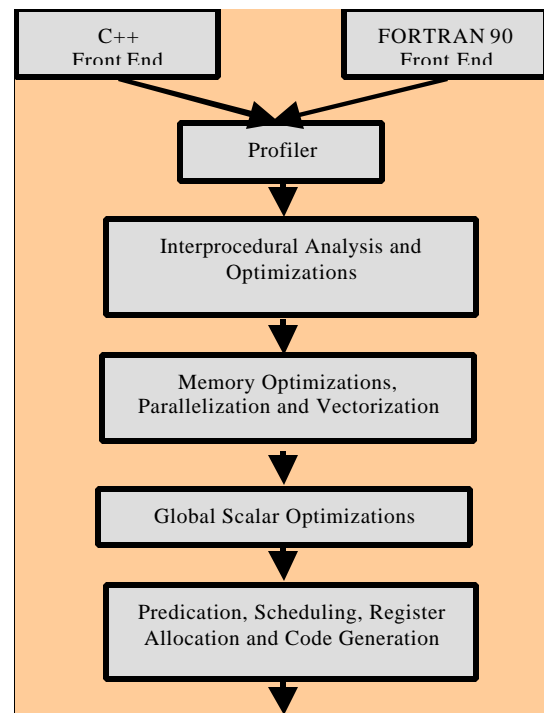 C++
Front End
FORTRAN 90
Front End
Profiler
Interprocedural Analysis and
Optimizations
Memory Optimizations,
Parallelization and Vectorization
Global Scalar Optimizations
Predication, Scheduling, Register
Allocation and Code Generation